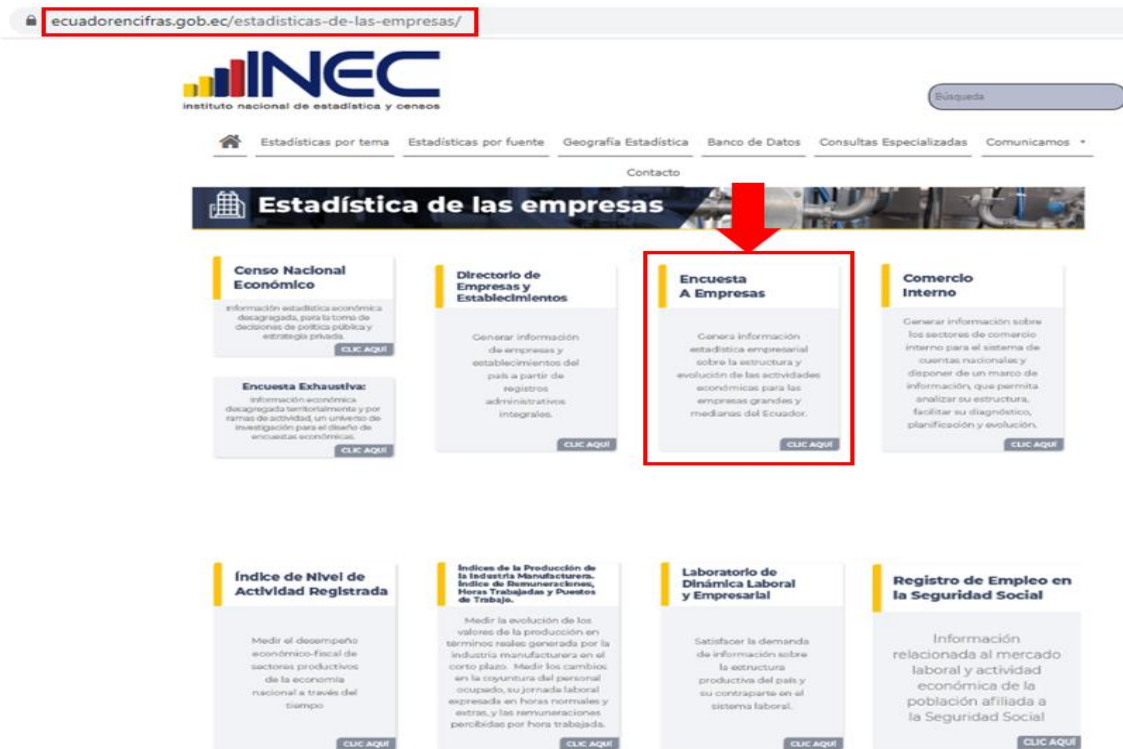 ecuadorencifras.gob.ec/estadisticas-de-las-empresas/
INEC
instituto nacional de estadística y censos
Búsqueda
Estadísticas por tema
Estadísticas por fuente
Geografía Estadística
Banco de Datos
Consultas Especializadas
Comunicamos
Contacto
Estadística de las empresas
Censo Nacional
Económico
Información estadística económica
desagregada, para la toma de
decisiones de política pública y
estrategia privada.
CLIC AQUÍ
Encuesta Exhaustiva:
Información económica
desagregada territorialmente y por
ramas de actividad, un universo de
investigación para el diseño de
encuestas económicas.
CLIC AQUÍ
Directorio de
Empresas y
Establecimientos
Generar información
de empresas y
establecimientos del
país a partir de
registros
administrativos
integrales.
CLIC AQUÍ
Encuesta
A Empresas
Genera información
estadística empresarial
sobre la estructura y
evolución de las actividades
económicas para las
empresas grandes y
medianas del Ecuador.
CLIC AQUÍ
Comercio
Interno
Generar información sobre
los sectores de comercio
interno para el sistema de
cuentas nacionales y
disponer de un marco de
información, que permita
analizar su estructura,
facilitar su diagnóstico,
planificación y evolución.
CLIC AQUÍ
Índice de Nivel de
Actividad Registrada
Medir el desempeño
económico-fiscal de
sectores productivos
de la economía
nacional a través del
tiempo
CLIC AQUÍ
Índices de la Producción de
la Industria Manufacturera.
Índice de Remuneraciones,
Horas Trabajadas y Puestos
de Trabajo.
Medir la evolución de los
valores de la producción en
términos reales generada por la
industria manufacturera en el
corto plazo. Medir los cambios
en la coyuntura del personal
ocupado, su jornada laboral
expresada en horas normales y
extras, y las remuneraciones
percibidas por hora trabajada.
CLIC AQUÍ
Laboratorio de
Dinámica Laboral
y Empresarial
Satisfacer la demanda
de información sobre
la estructura
productiva del país y
su contraparte en el
sistema laboral.
CLIC AQUÍ
Registro de Empleo en
la Seguridad Social
Información
relacionada al mercado
laboral y actividad
económica de la
población afiliada a
la Seguridad Social
CLIC AQUÍ